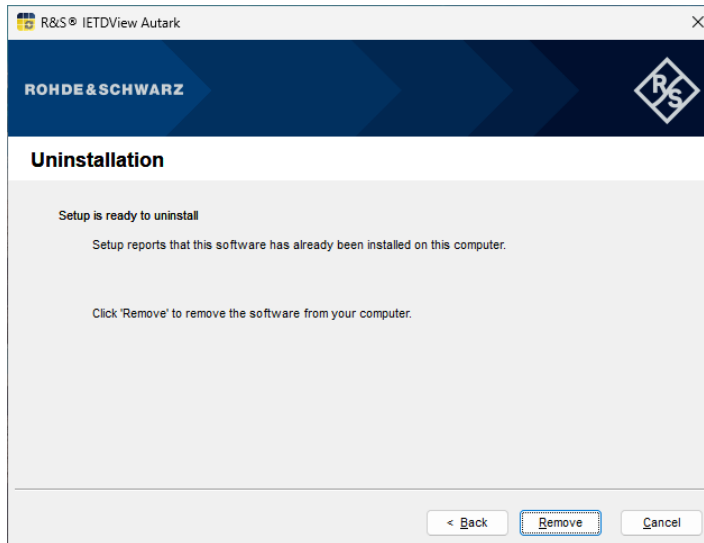 R&S® IETDView Autark
ROHDE&SCHWARZ
R&S
Uninstallation
Setup is ready to uninstall
Setup reports that this software has already been installed on this computer.
Click 'Remove' to remove the software from your computer.
< Back
Remove
Cancel